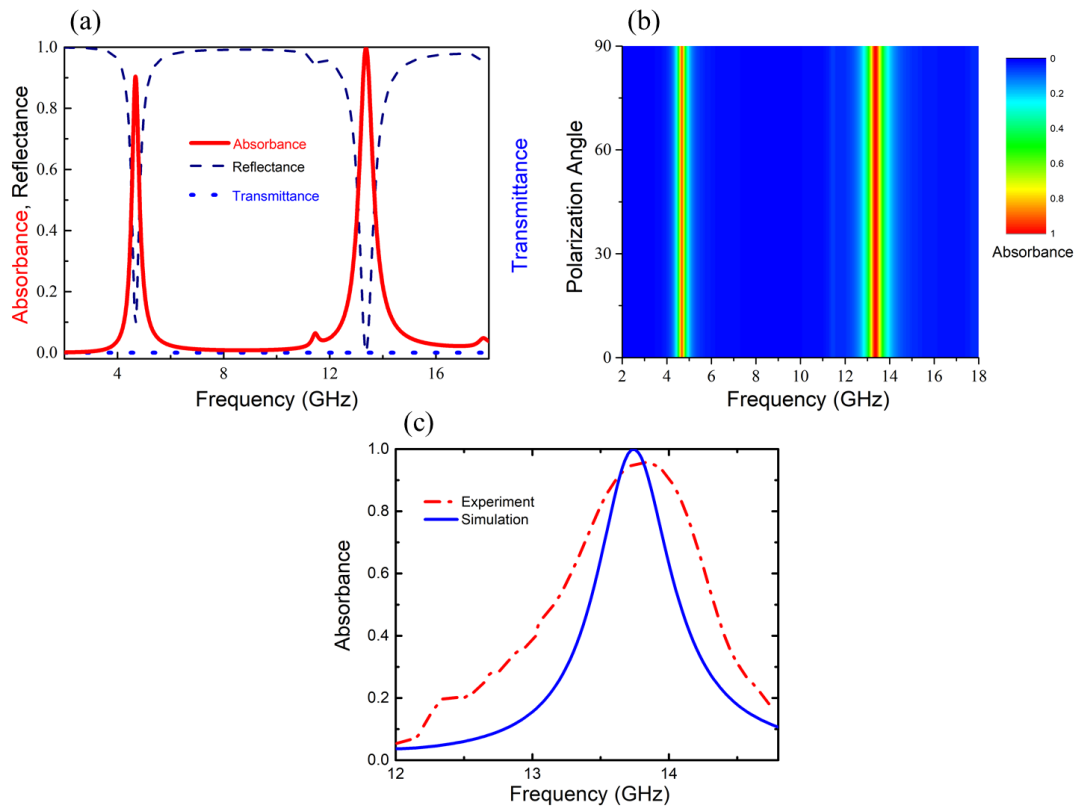 (a)
Absorbance, Reflectance
1.0
0.8
0.6
0.4
0.2
0.0
Absorbance
Reflectance
Transmittance
4
8
12
16
Frequency (GHz)
Transmittance
(b)
Polarization Angle
90
60
30
0
2
4
6
8
10
12
14
16
18
Frequency (GHz)
0
0.2
0.4
0.6
0.8
1
Absorbance
(c)
Absorbance
1.0
0.8
0.6
0.4
0.2
0.0
Experiment
Simulation
12
13
14
Frequency (GHz)